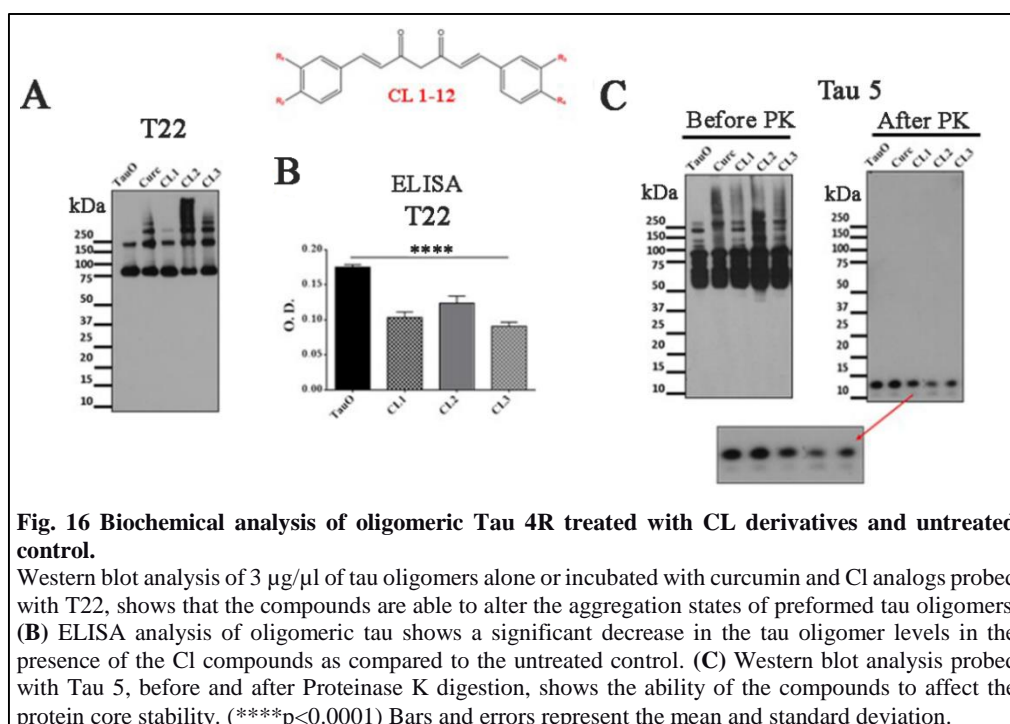 O O
R₃ R₃
CL 1-12
A
T22
TauO Curc CL1 CL2 CL3
kDa
250
150
100
75
50
37
25
20
15
10
B
ELISA
T22
****
O. D.
0.20
0.15
0.10
0.05
0.00
TauO CL1 CL2 CL3
C
Tau 5
Before PK
TauO Curc CL1 CL2 CL3
kDa
250
150
100
75
50
37
25
20
15
10
After PK
TauO Curc CL1 CL2 CL3
kDa
250
150
100
75
50
37
25
20
15
10
Fig. 16 Biochemical analysis of oligomeric Tau 4R treated with CL derivatives and untreated
control.
Western blot analysis of 3 µg/µl of tau oligomers alone or incubated with curcumin and Cl analogs probed
with T22, shows that the compounds are able to alter the aggregation states of preformed tau oligomers
(B) ELISA analysis of oligomeric tau shows a significant decrease in the tau oligomer levels in the
presence of the Cl compounds as compared to the untreated control. (C) Western blot analysis probed
with Tau 5, before and after Proteinase K digestion, shows the ability of the compounds to affect the
protein core stability. (****p<0.0001) Bars and errors represent the mean and standard deviation.